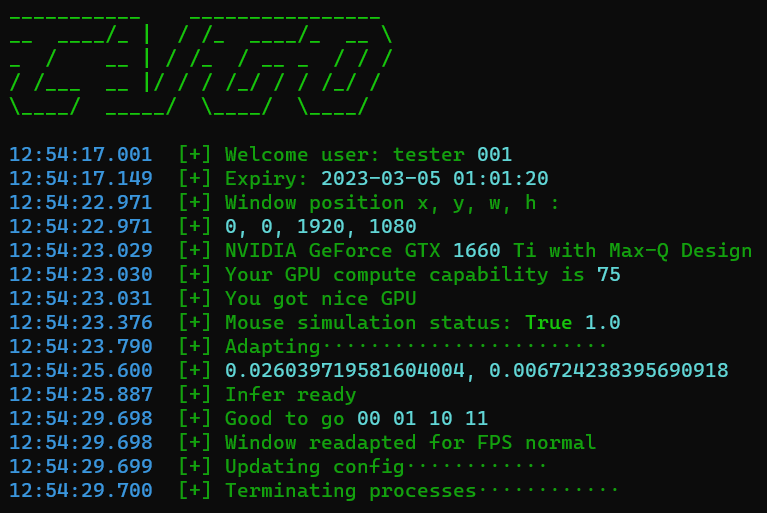 12:54:17.001 [+] Welcome user: tester 001
12:54:17.149 [+] Expiry: 2023-03-05 01:01:20
12:54:22.971 [+] Window position x, y, w, h :
12:54:22.971 [+] 0, 0, 1920, 1080
12:54:23.029 [+] NVIDIA GeForce GTX 1660 Ti with Max-Q Design
12:54:23.030 [+] Your GPU compute capability is 75
12:54:23.031 [+] You got nice GPU
12:54:23.376 [+] Mouse simulation status: True 1.0
12:54:23.790 [+] Adapting························
12:54:25.600 [+] 0.026039719581604004, 0.006724238395690918
12:54:25.887 [+] Infer ready
12:54:29.698 [+] Good to go 00 01 10 11
12:54:29.698 [+] Window readapted for FPS normal
12:54:29.699 [+] Updating config············
12:54:29.700 [+] Terminating processes············